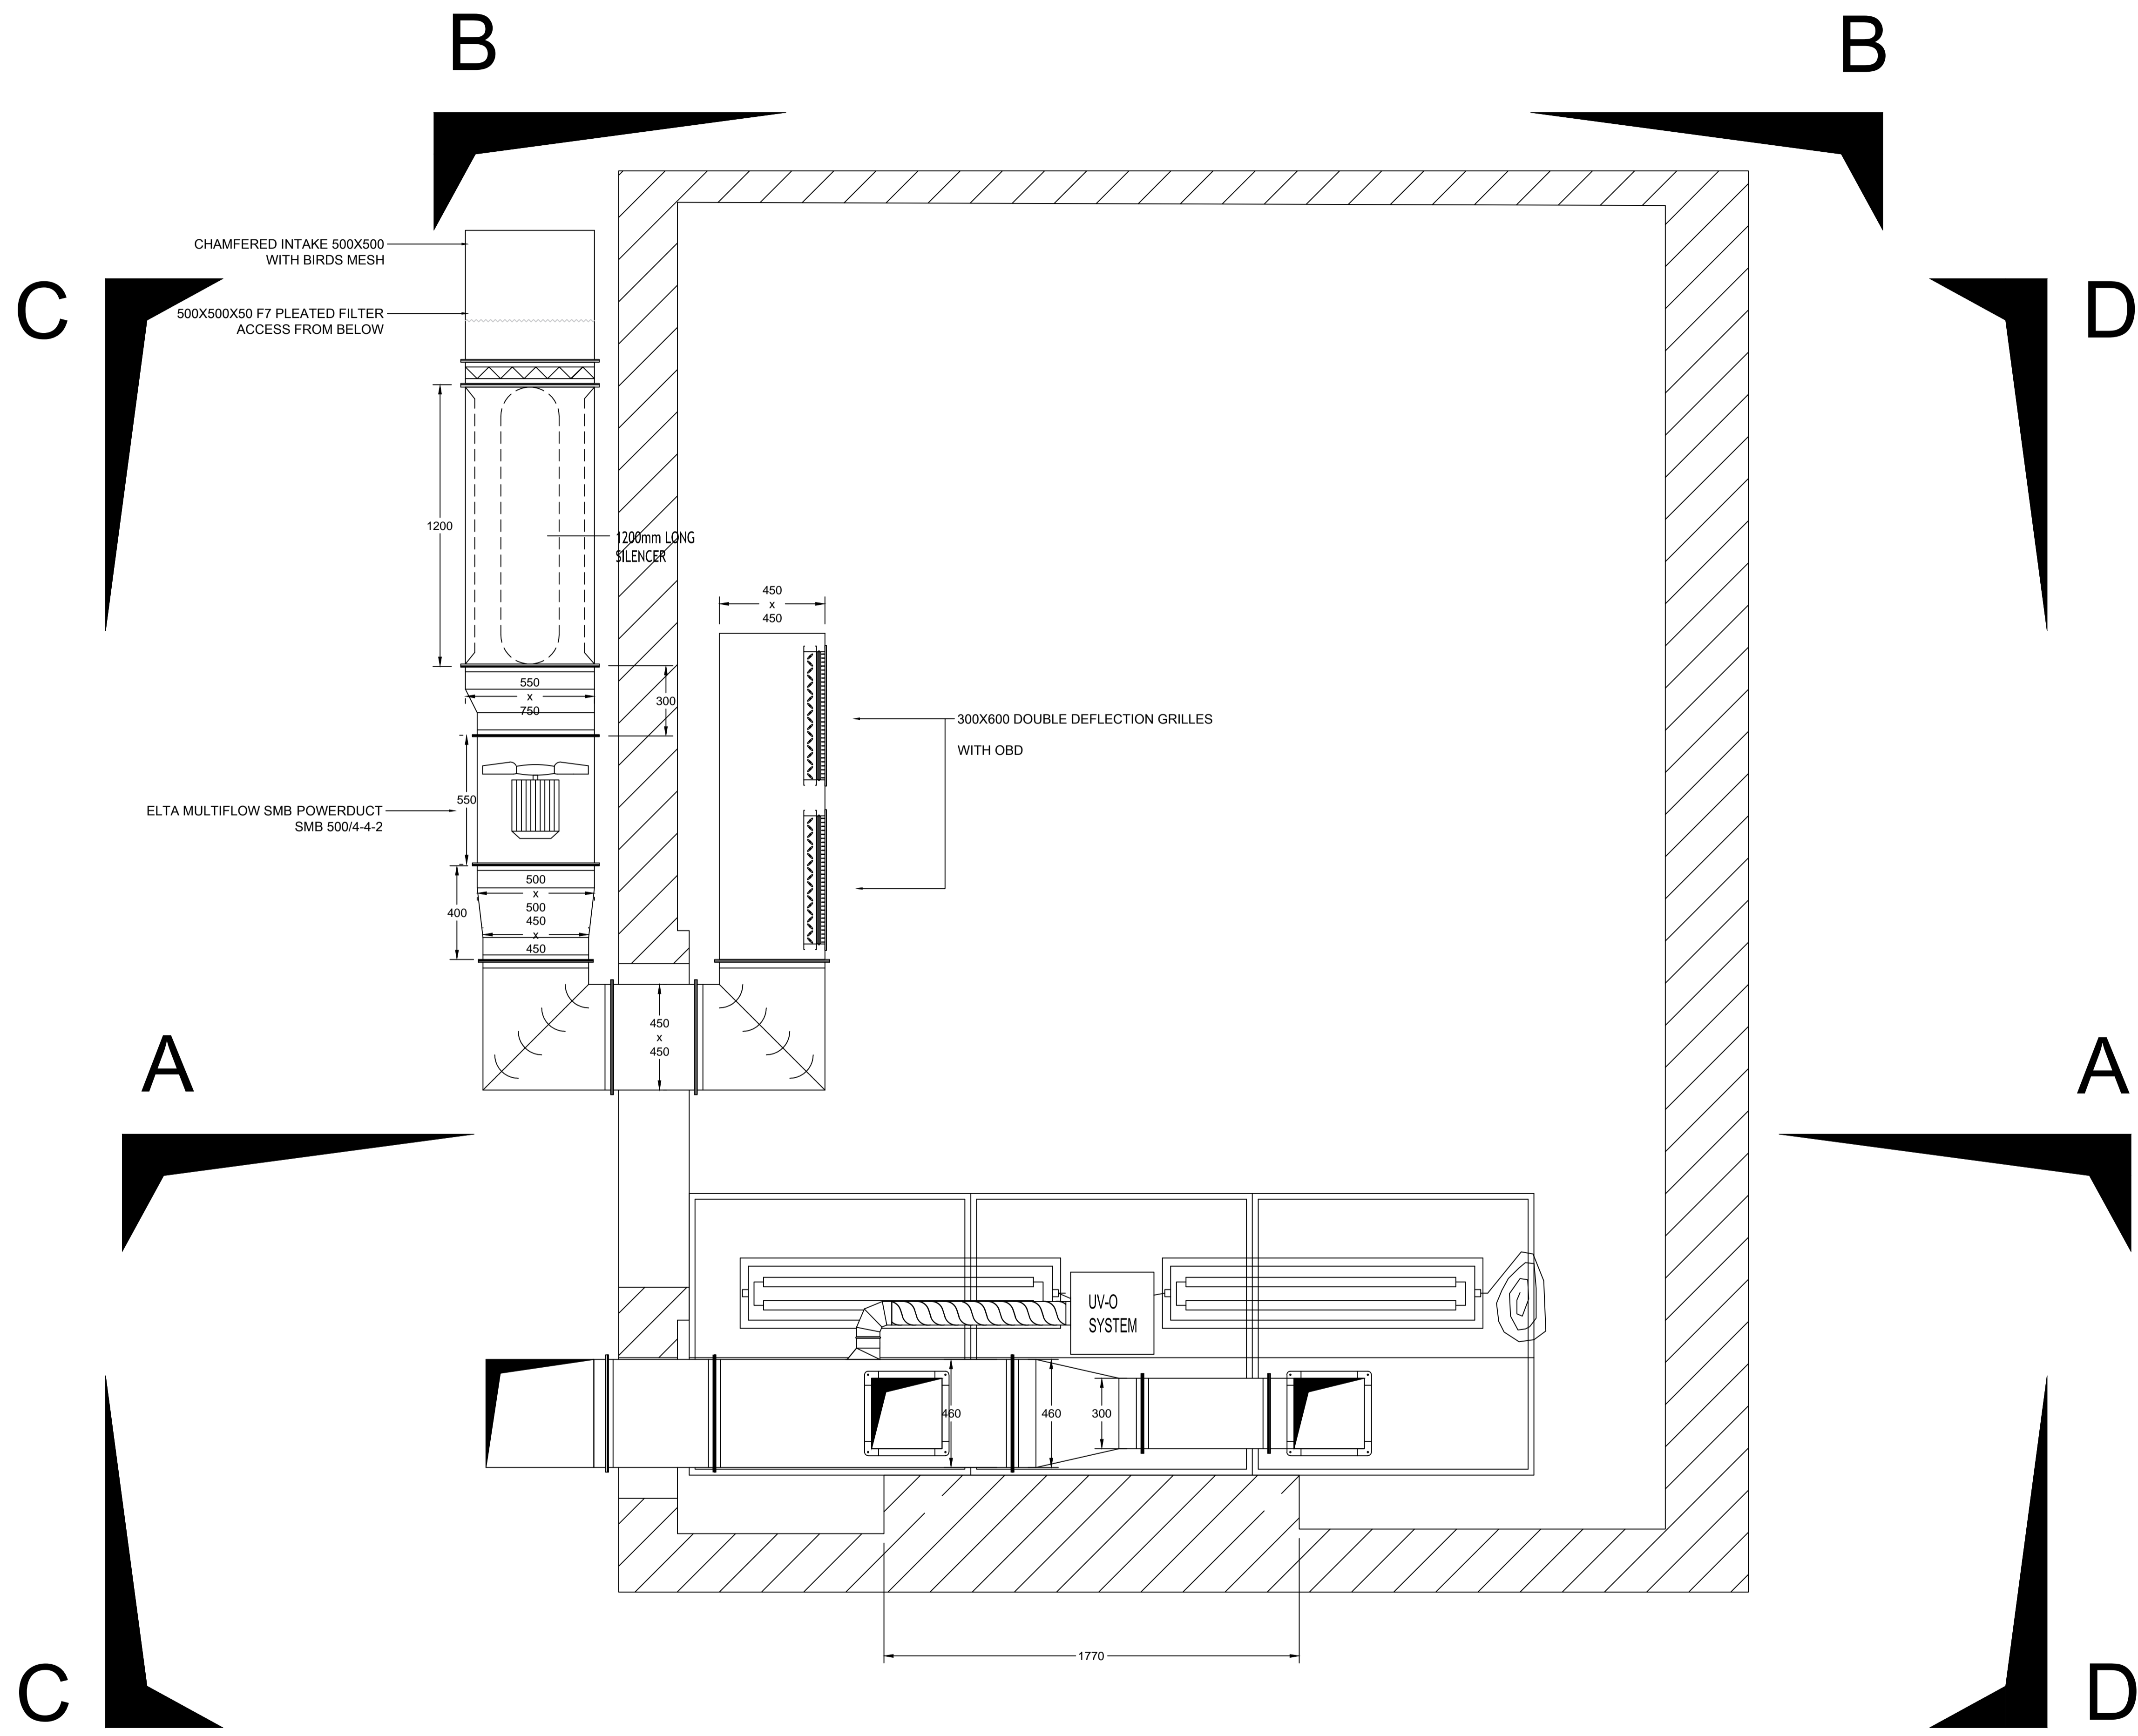 B
B
CHAMFERED INTAKE 500X500
WITH BIRDS MESH
C
D
500X500X50 F7 PLEATED FILTER
ACCESS FROM BELOW
1200
1200mm LONG
SILENCER
450
x
450
550
x
750
300
300X600 DOUBLE DEFLECTION GRILLES
WITH OBD
550
ELTA MULTIFLOW SMB POWERDUCT
SMB 500/4-4-2
500
x
500
400
450
x
450
450
x
450
A
A
UV-O
SYSTEM
460
460
300
1770
C
D